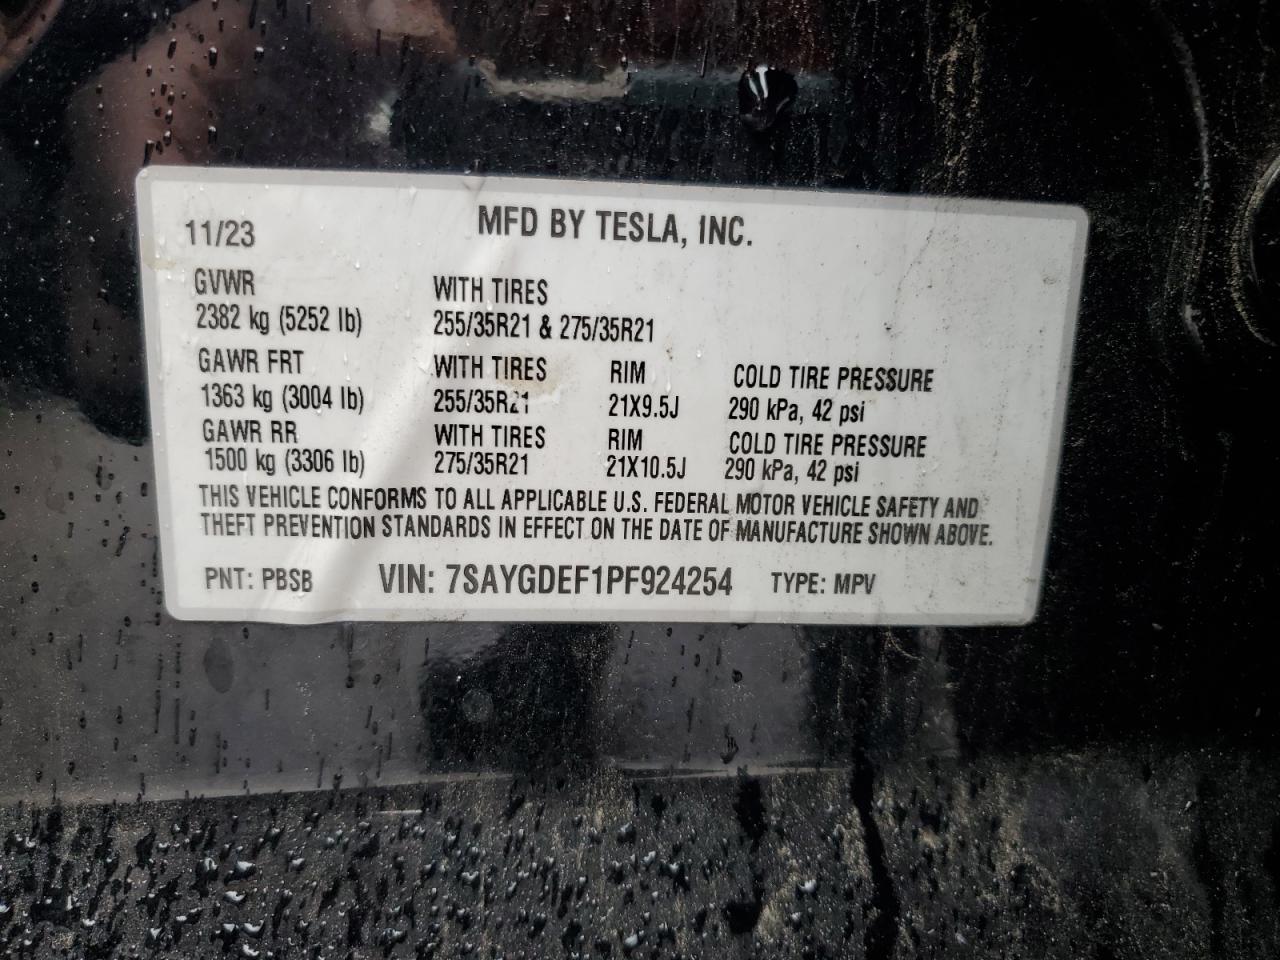 11/23 MFD BY TESLA, INC.
GVWR WITH TIRES
2382 kg (5252 lb) 255/35R21 & 275/35R21
GAWR FRT WITH TIRES RIM COLD TIRE PRESSURE
1363 kg (3004 lb) 255/35R21 21X9.5J 290 kPa, 42 psi
GAWR RR WITH TIRES RIM COLD TIRE PRESSURE
1500 kg (3306 lb) 275/35R21 21X10.5J 290 kPa, 42 psi
THIS VEHICLE CONFORMS TO ALL APPLICABLE U.S. FEDERAL MOTOR VEHICLE SAFETY AND
THEFT PREVENTION STANDARDS IN EFFECT ON THE DATE OF MANUFACTURE SHOWN ABOVE.
PNT: PBSB VIN: 7SAYGDEF1PF924254 TYPE: MPV